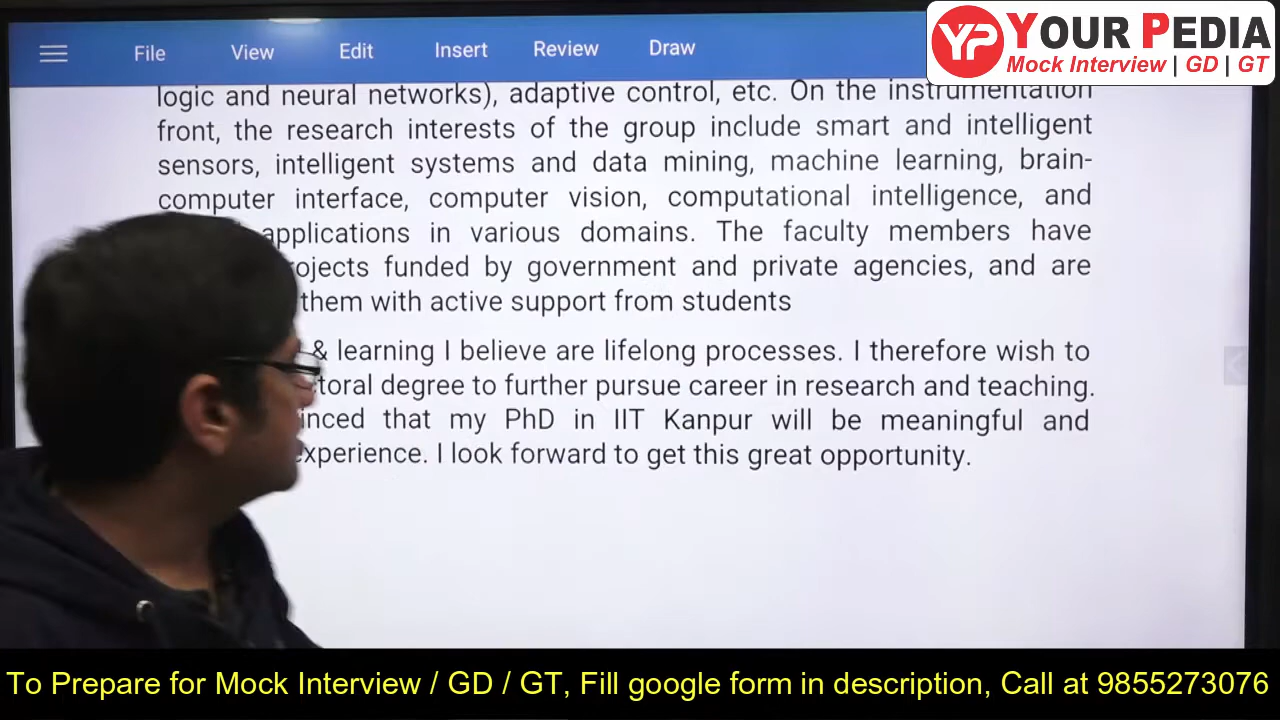 YOUR PEDIA
YP
Mock Interview | GD | GT
File View Edit Insert Review Draw
logic and neural networks), adaptive control, etc. On the instrumentation
front, the research interests of the group include smart and intelligent
sensors, intelligent systems and data mining, machine learning, brain-
computer interface, computer vision, computational intelligence, and
applications in various domains. The faculty members have
funded by government and private agencies, and are
them with active support from students
& learning I believe are lifelong processes. I therefore wish to
degree to further pursue career in research and teaching.
that my PhD in IIT Kanpur will be meaningful and
I look forward to get this great opportunity.
To Prepare for Mock Interview / GD / GT, Fill google form in description, Call at 9855273076